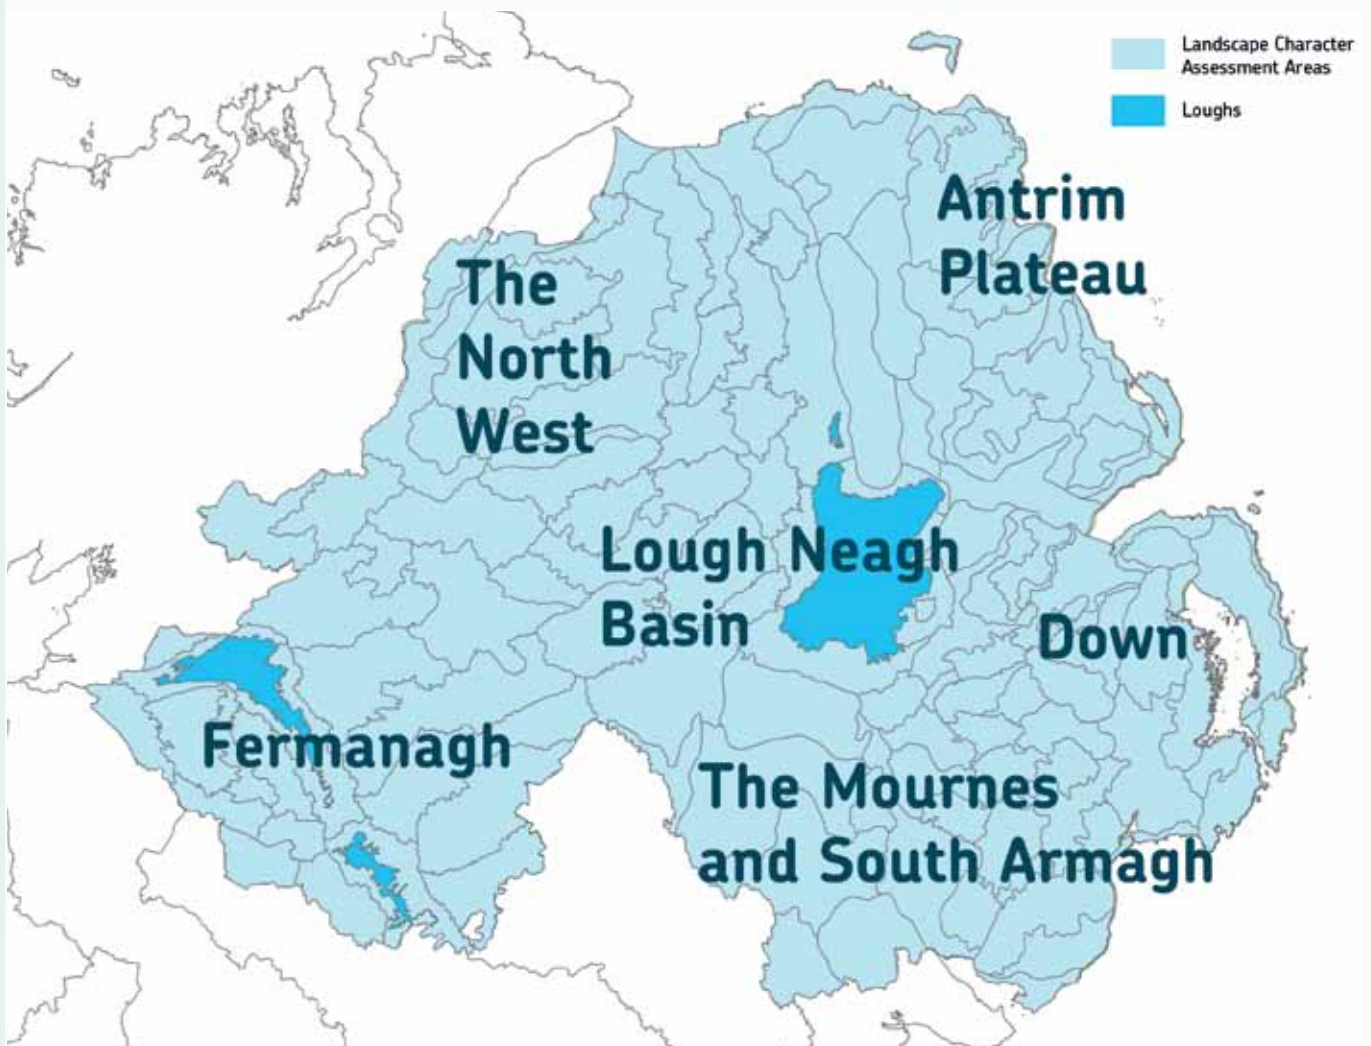 Landscape Character
Assessment Areas
Loughs
Antrim
Plateau
The
North
West
Lough Neagh
Basin
Down
Fermanagh
The Mournes
and South Armagh